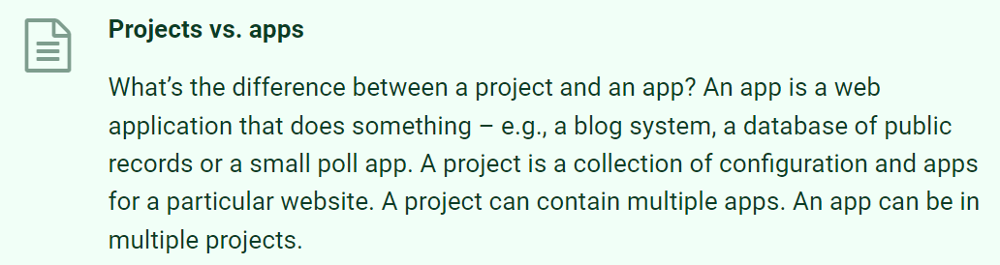 Projects vs. apps
What’s the difference between a project and an app? An app is a web
application that does something – e.g., a blog system, a database of public
records or a small poll app. A project is a collection of configuration and apps
for a particular website. A project can contain multiple apps. An app can be in
multiple projects.